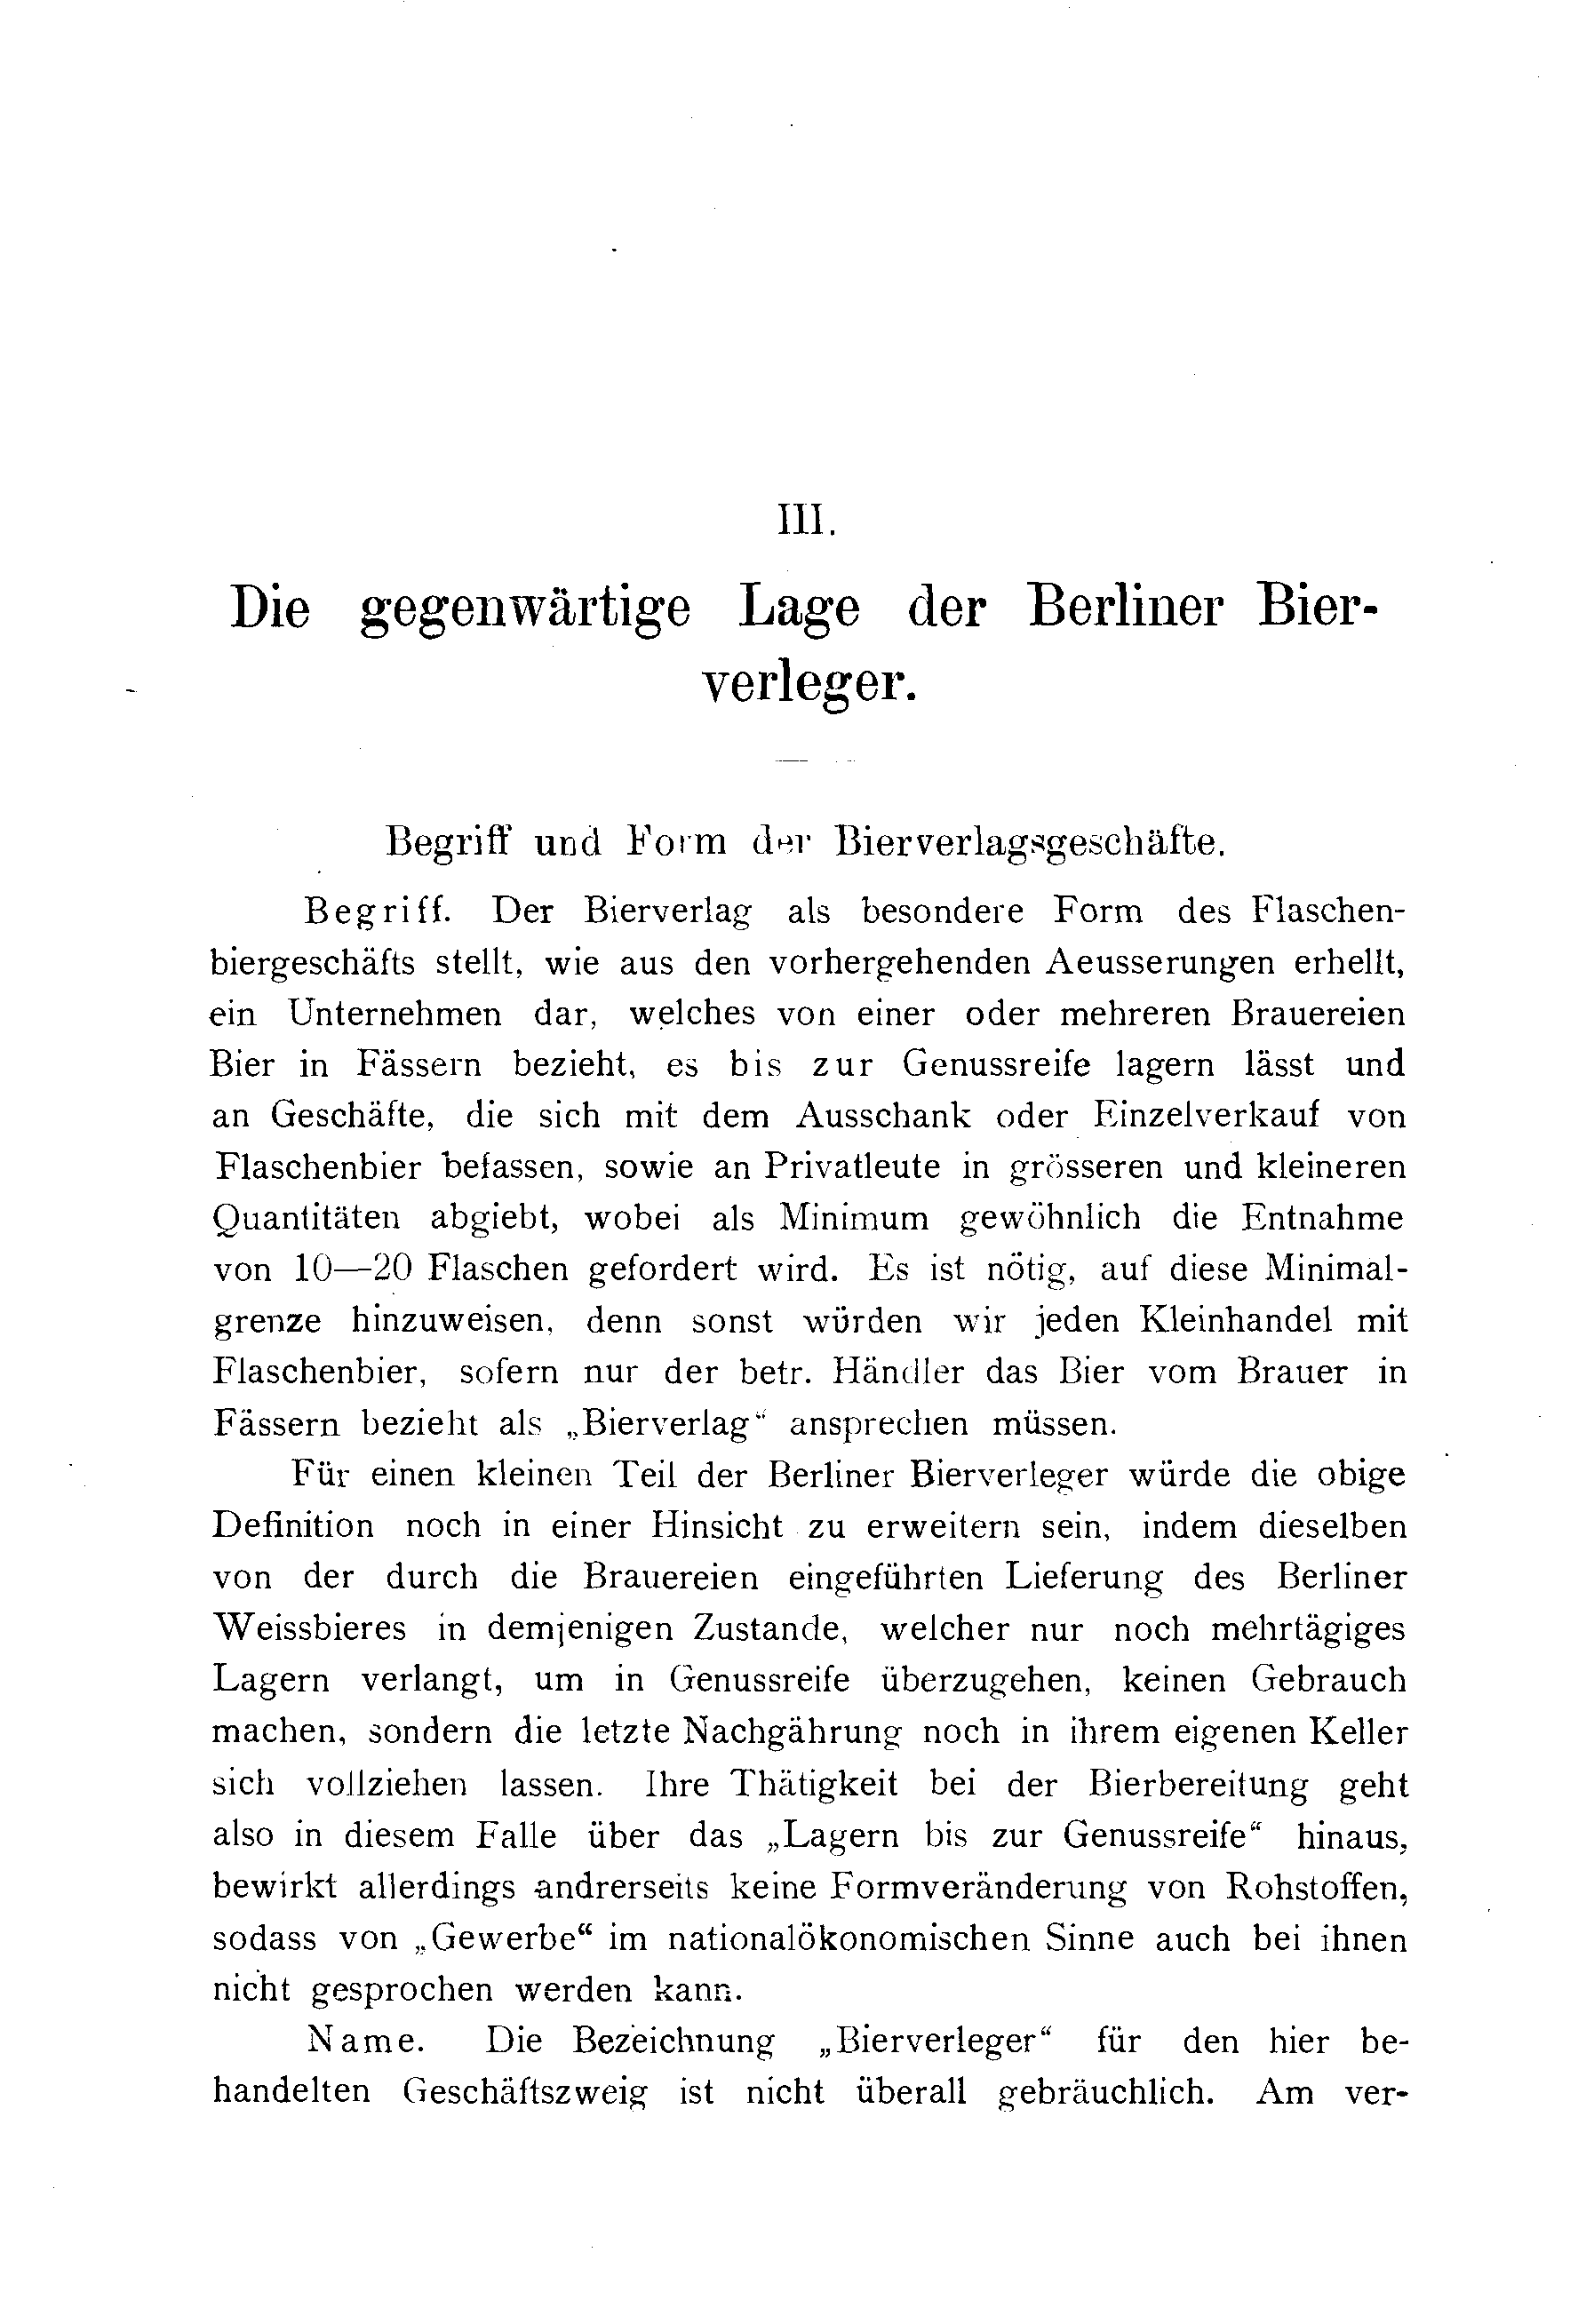 III.
Die gegenwärtige Lage der Berliner Bier-
verleger.
Begriff und Form der Bierverlagsgeschäfte.
Begriff. Der Bierverlag als besondere Form des Flaschen-
biergeschäfts stellt, wie aus den vorhergehenden Aeusserungen erhellt,
ein Unternehmen dar, welches von einer oder mehreren Brauereien
Bier in Fässern bezieht, es bis zur Genussreife lagern lässt und
an Geschäfte, die sich mit dem Ausschank oder Einzelverkauf von
Flaschenbier befassen, sowie an Privatleute in grösseren und kleineren
Quantitäten abgiebt, wobei als Minimum gewöhnlich die Entnahme
von 10—20 Flaschen gefordert wird. Es ist nötig, auf diese Minimal-
grenze hinzuweisen, denn sonst würden wir jeden Kleinhandel mit
Flaschenbier, sofern nur der betr. Händler das Bier vom Brauer in
Fässern bezieht als „Bierverlag“ ansprechen müssen.
Für einen kleinen Teil der Berliner Bierverleger würde die obige
Definition noch in einer Hinsicht zu erweitern sein, indem dieselben
von der durch die Brauereien eingeführten Lieferung des Berliner
Weissbieres in demjenigen Zustande, welcher nur noch mehrtägiges
Lagern verlangt, um in Genussreife überzugehen, keinen Gebrauch
machen, sondern die letzte Nachgährung noch in ihrem eigenen Keller
sich vollziehen lassen. Ihre Thätigkeit bei der Bierbereitung geht
also in diesem Falle über das „Lagern bis zur Genussreife“ hinaus,
bewirkt allerdings andrerseits keine Formveränderung von Rohstoffen,
sodass von „Gewerbe“ im nationalökonomischen Sinne auch bei ihnen
nicht gesprochen werden kann.
Name. Die Bezeichnung „Bierverleger“ für den hier be-
handelten Geschäftszweig ist nicht überall gebräuchlich. Am ver-